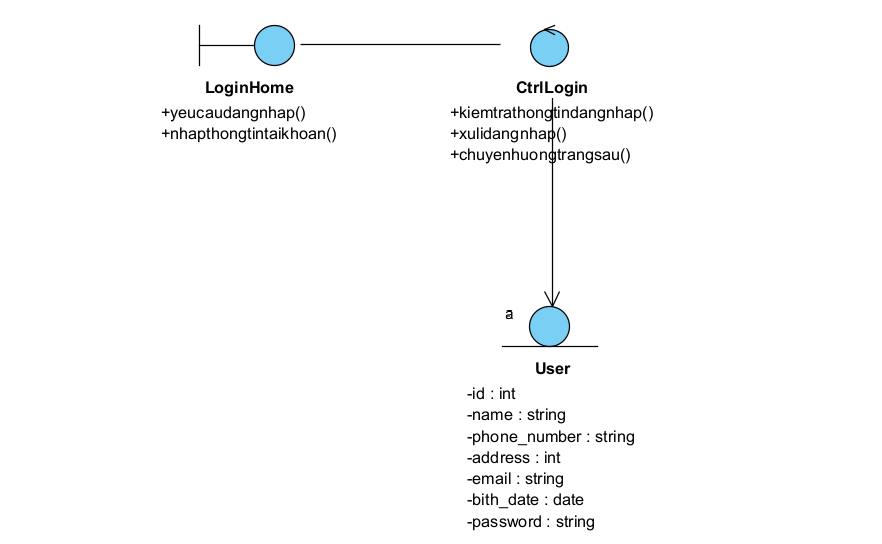 LoginHome
+yeucaudangnhap()
+nhapthongtintaikhoan()
CtrlLogin
+kiemtrathongtindangnhap()
+xulidangnhap()
+chuyenhuongtrangsau()
User
-id : int
-name : string
-phone_number : string
-address : int
-email : string
-bith_date : date
-password : string